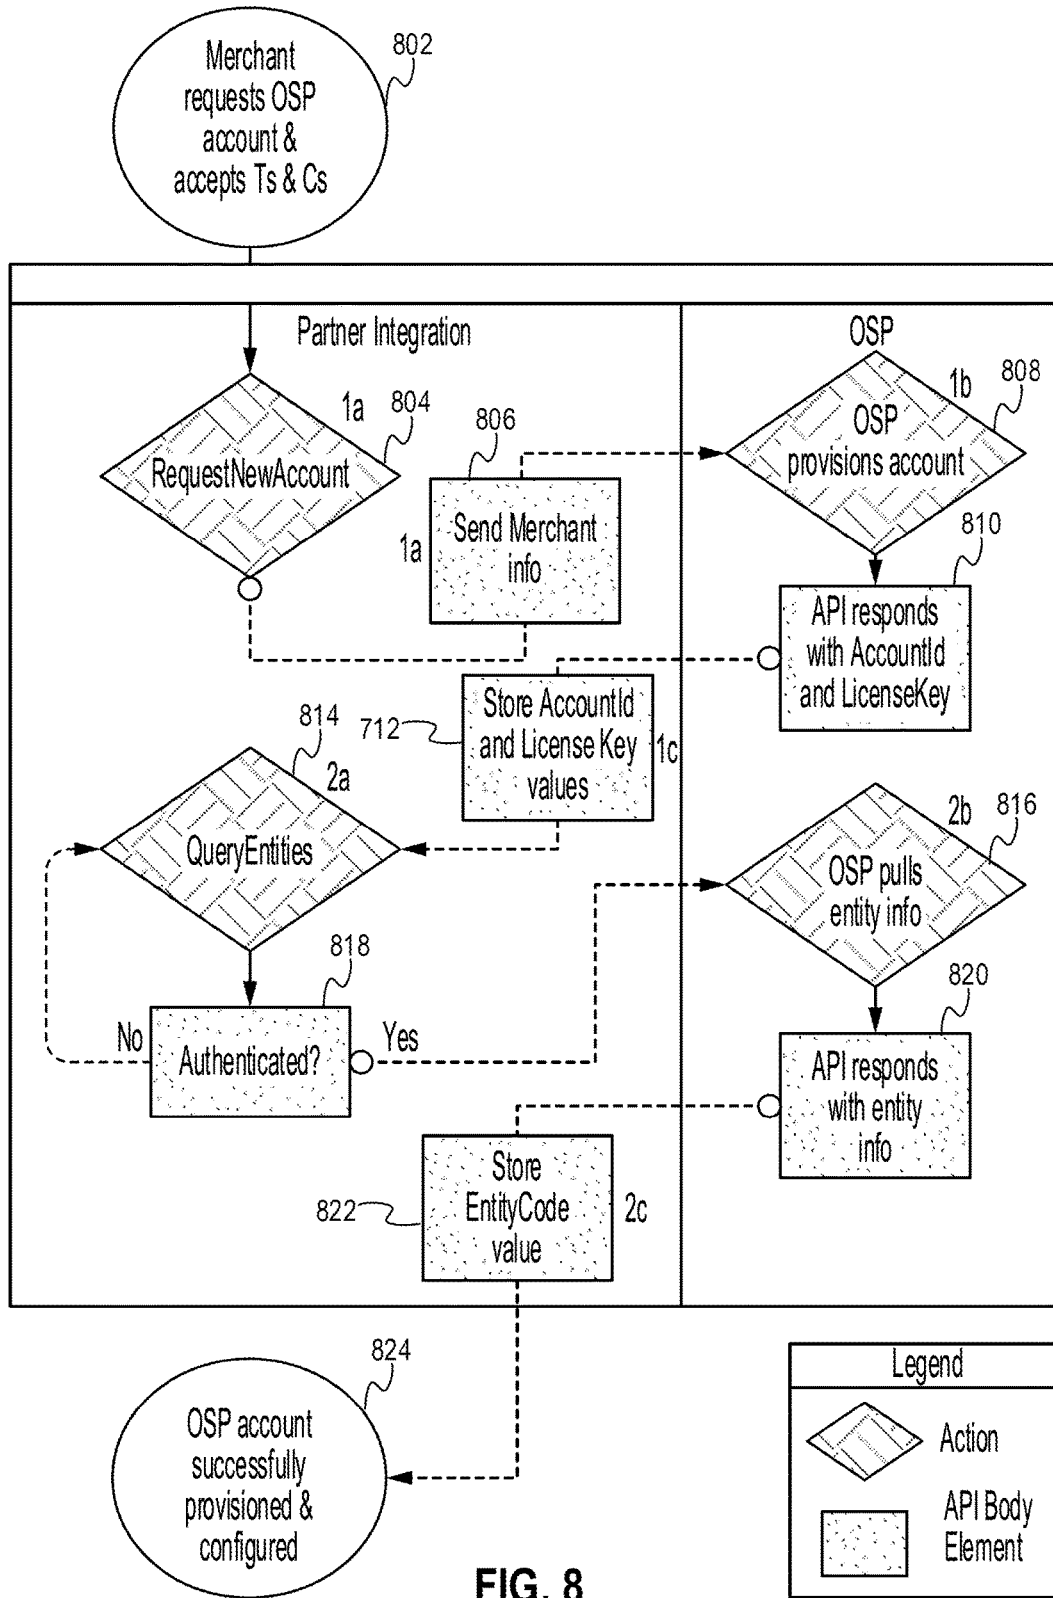 Merchant
requests OSP
account &
accepts Ts & Cs
802
Partner Integration
OSP
1a
804
RequestNewAccount
806
1a
Send Merchant
info
1b
808
OSP
provisions account
810
API responds
with AccountId
and LicenseKey
712
Store AccountId
and License Key
values
1c
814
2a
QueryEntities
2b
816
OSP pulls
entity info
818
No
Authenticated?
Yes
820
API responds
with entity
info
822
Store
EntityCode
value
2c
824
OSP account
successfully
provisioned &
configured
Legend
Action
API Body
Element
FIG. 8